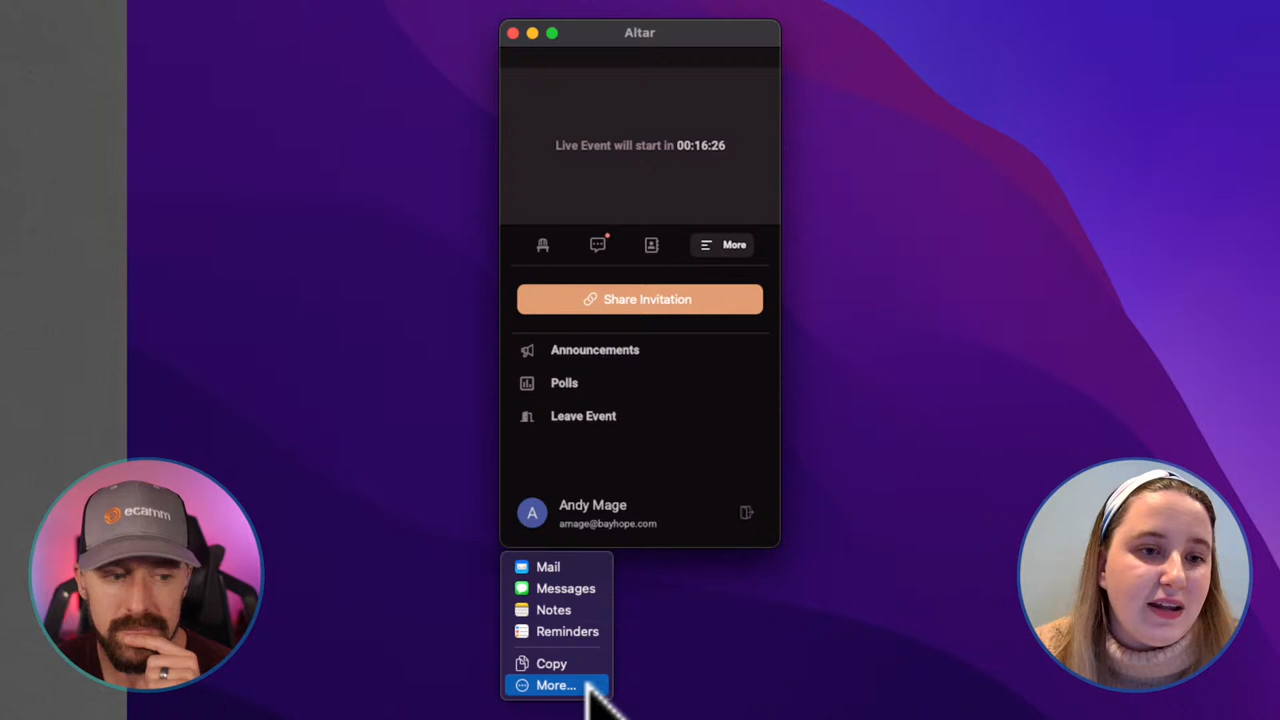 Altar
Live Event will start in 00:16:26
More
Share Invitation
Announcements
Polls
Leave Event
A
Andy Mage
amage@bayhope.com
Mail
Messages
Notes
Reminders
Copy
More...
ecamm